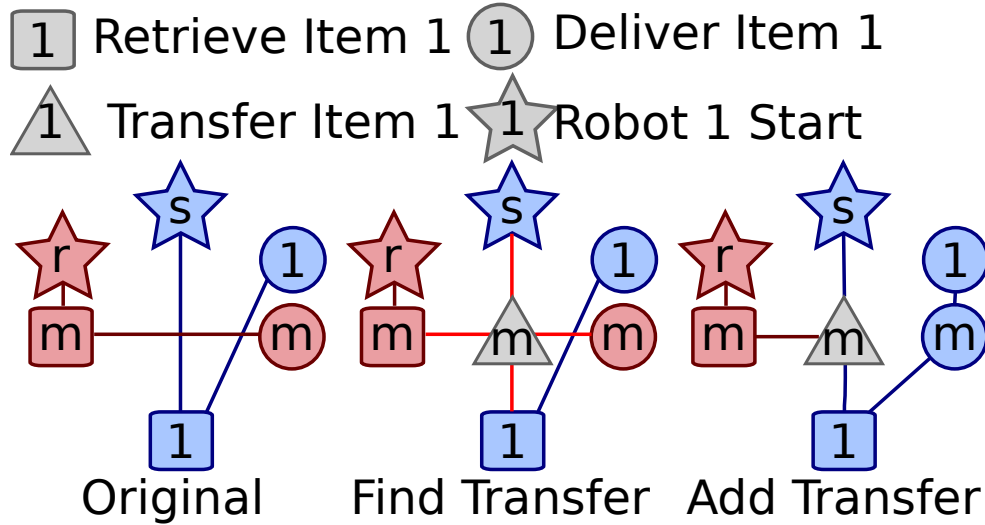 1 Retrieve Item 1 1 Deliver Item 1
1 Transfer Item 1 1 Robot 1 Start
s s s
r 1 r 1 r 1
m m m m m m m m
1 1 1
Original Find Transfer Add Transfer